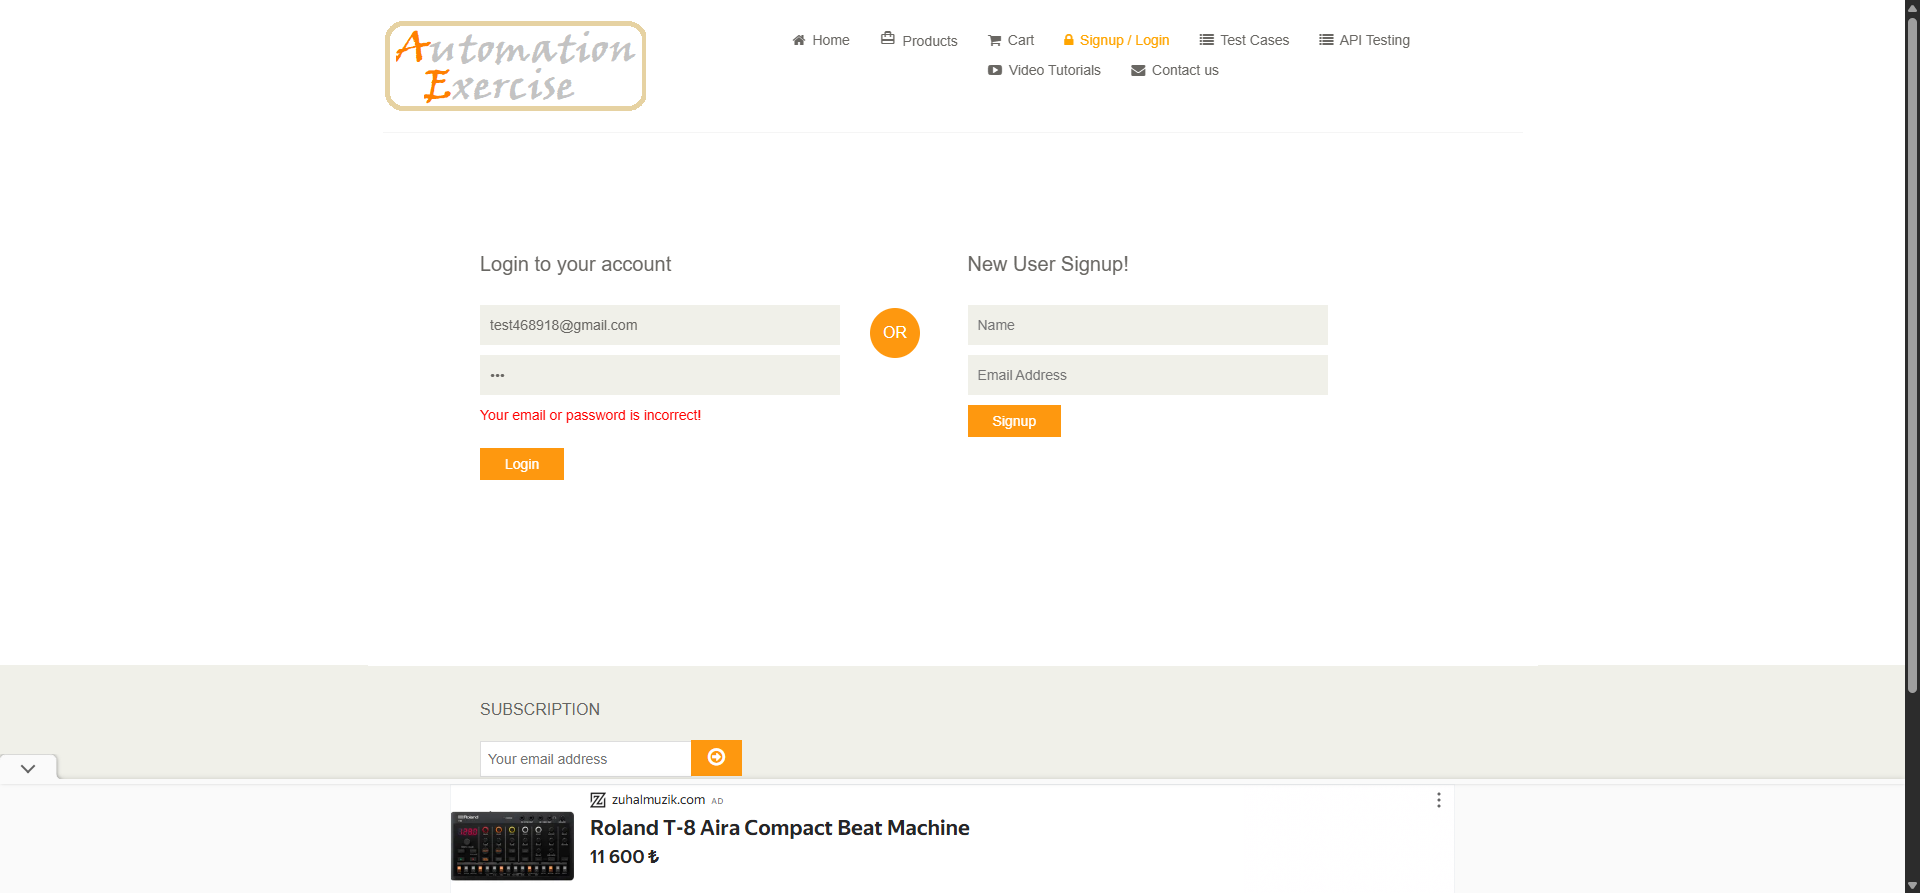 Automation
Exercise
Home
Products
Cart
Signup / Login
Test Cases
API Testing
Video Tutorials
Contact us
Login to your account
New User Signup!
test468918@gmail.com
OR
Name
•••
Email Address
Your email or password is incorrect!
Signup
Login
SUBSCRIPTION
Your email address
zuhalmuzik.com AD
Roland T-8 Aira Compact Beat Machine
11 600 ₺
Roland